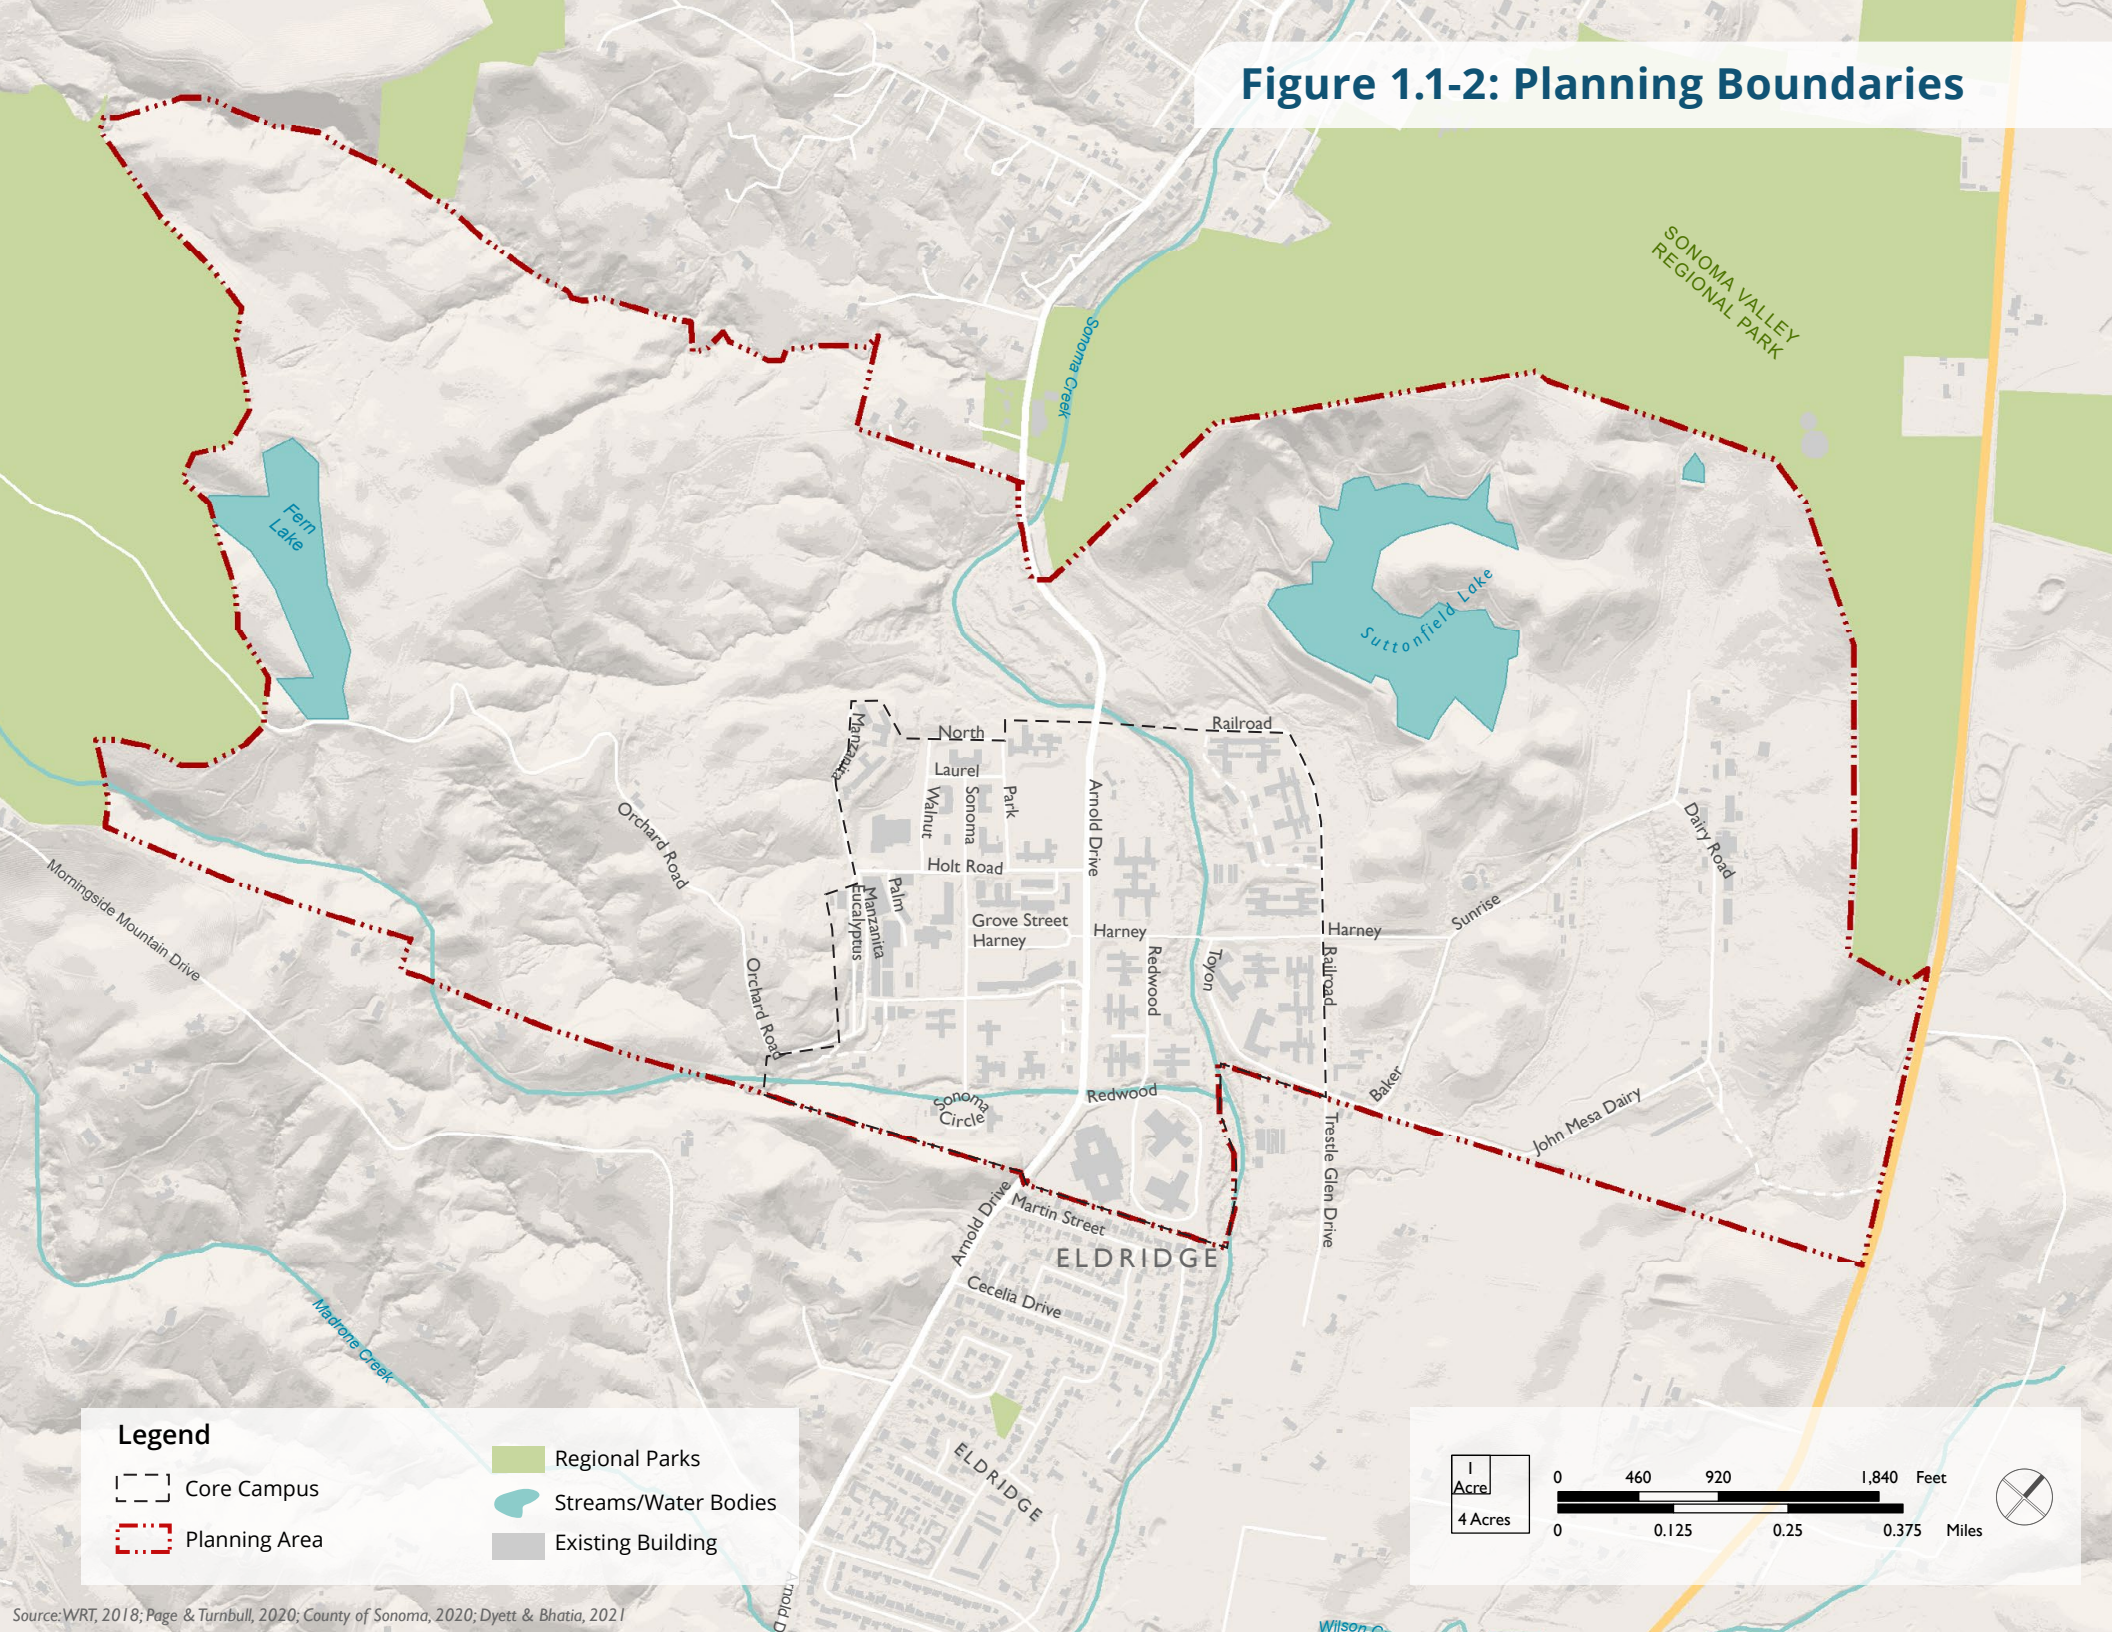 Figure 1.1-2: Planning Boundaries
SONOMA VALLEY
REGIONAL PARK
Sonoma Creek
Fern
Lake
Suttonfield Lake
Manzanita
North
Railroad
Laurel
Walnut
Sonoma
Park
Arnold Drive
Orchard Road
Dairy Road
Holt Road
Morningside Mountain Drive
Eucalyptus
Manzanita
Palm
Grove Street
Harney
Harney
Harney
Sunrise
Redwood
Toyon
Railroad
Orchard Road
Baker
Redwood
Sonoma
Circle
John Mesa Dairy
Trestle Glen Drive
Arnold Drive
Martin Street
ELDRIDGE
Cecelia Drive
Madrone Creek
ELDRIDGE
Legend
Core Campus
Planning Area
Regional Parks
Streams/Water Bodies
Existing Building
1
Acre
4 Acres
0 460 920 1,840 Feet
0 0.125 0.25 0.375 Miles
Arnold D
Source: WRT, 2018; Page & Turnbull, 2020; County of Sonoma, 2020; Dyett & Bhatia, 2021
Wilson C